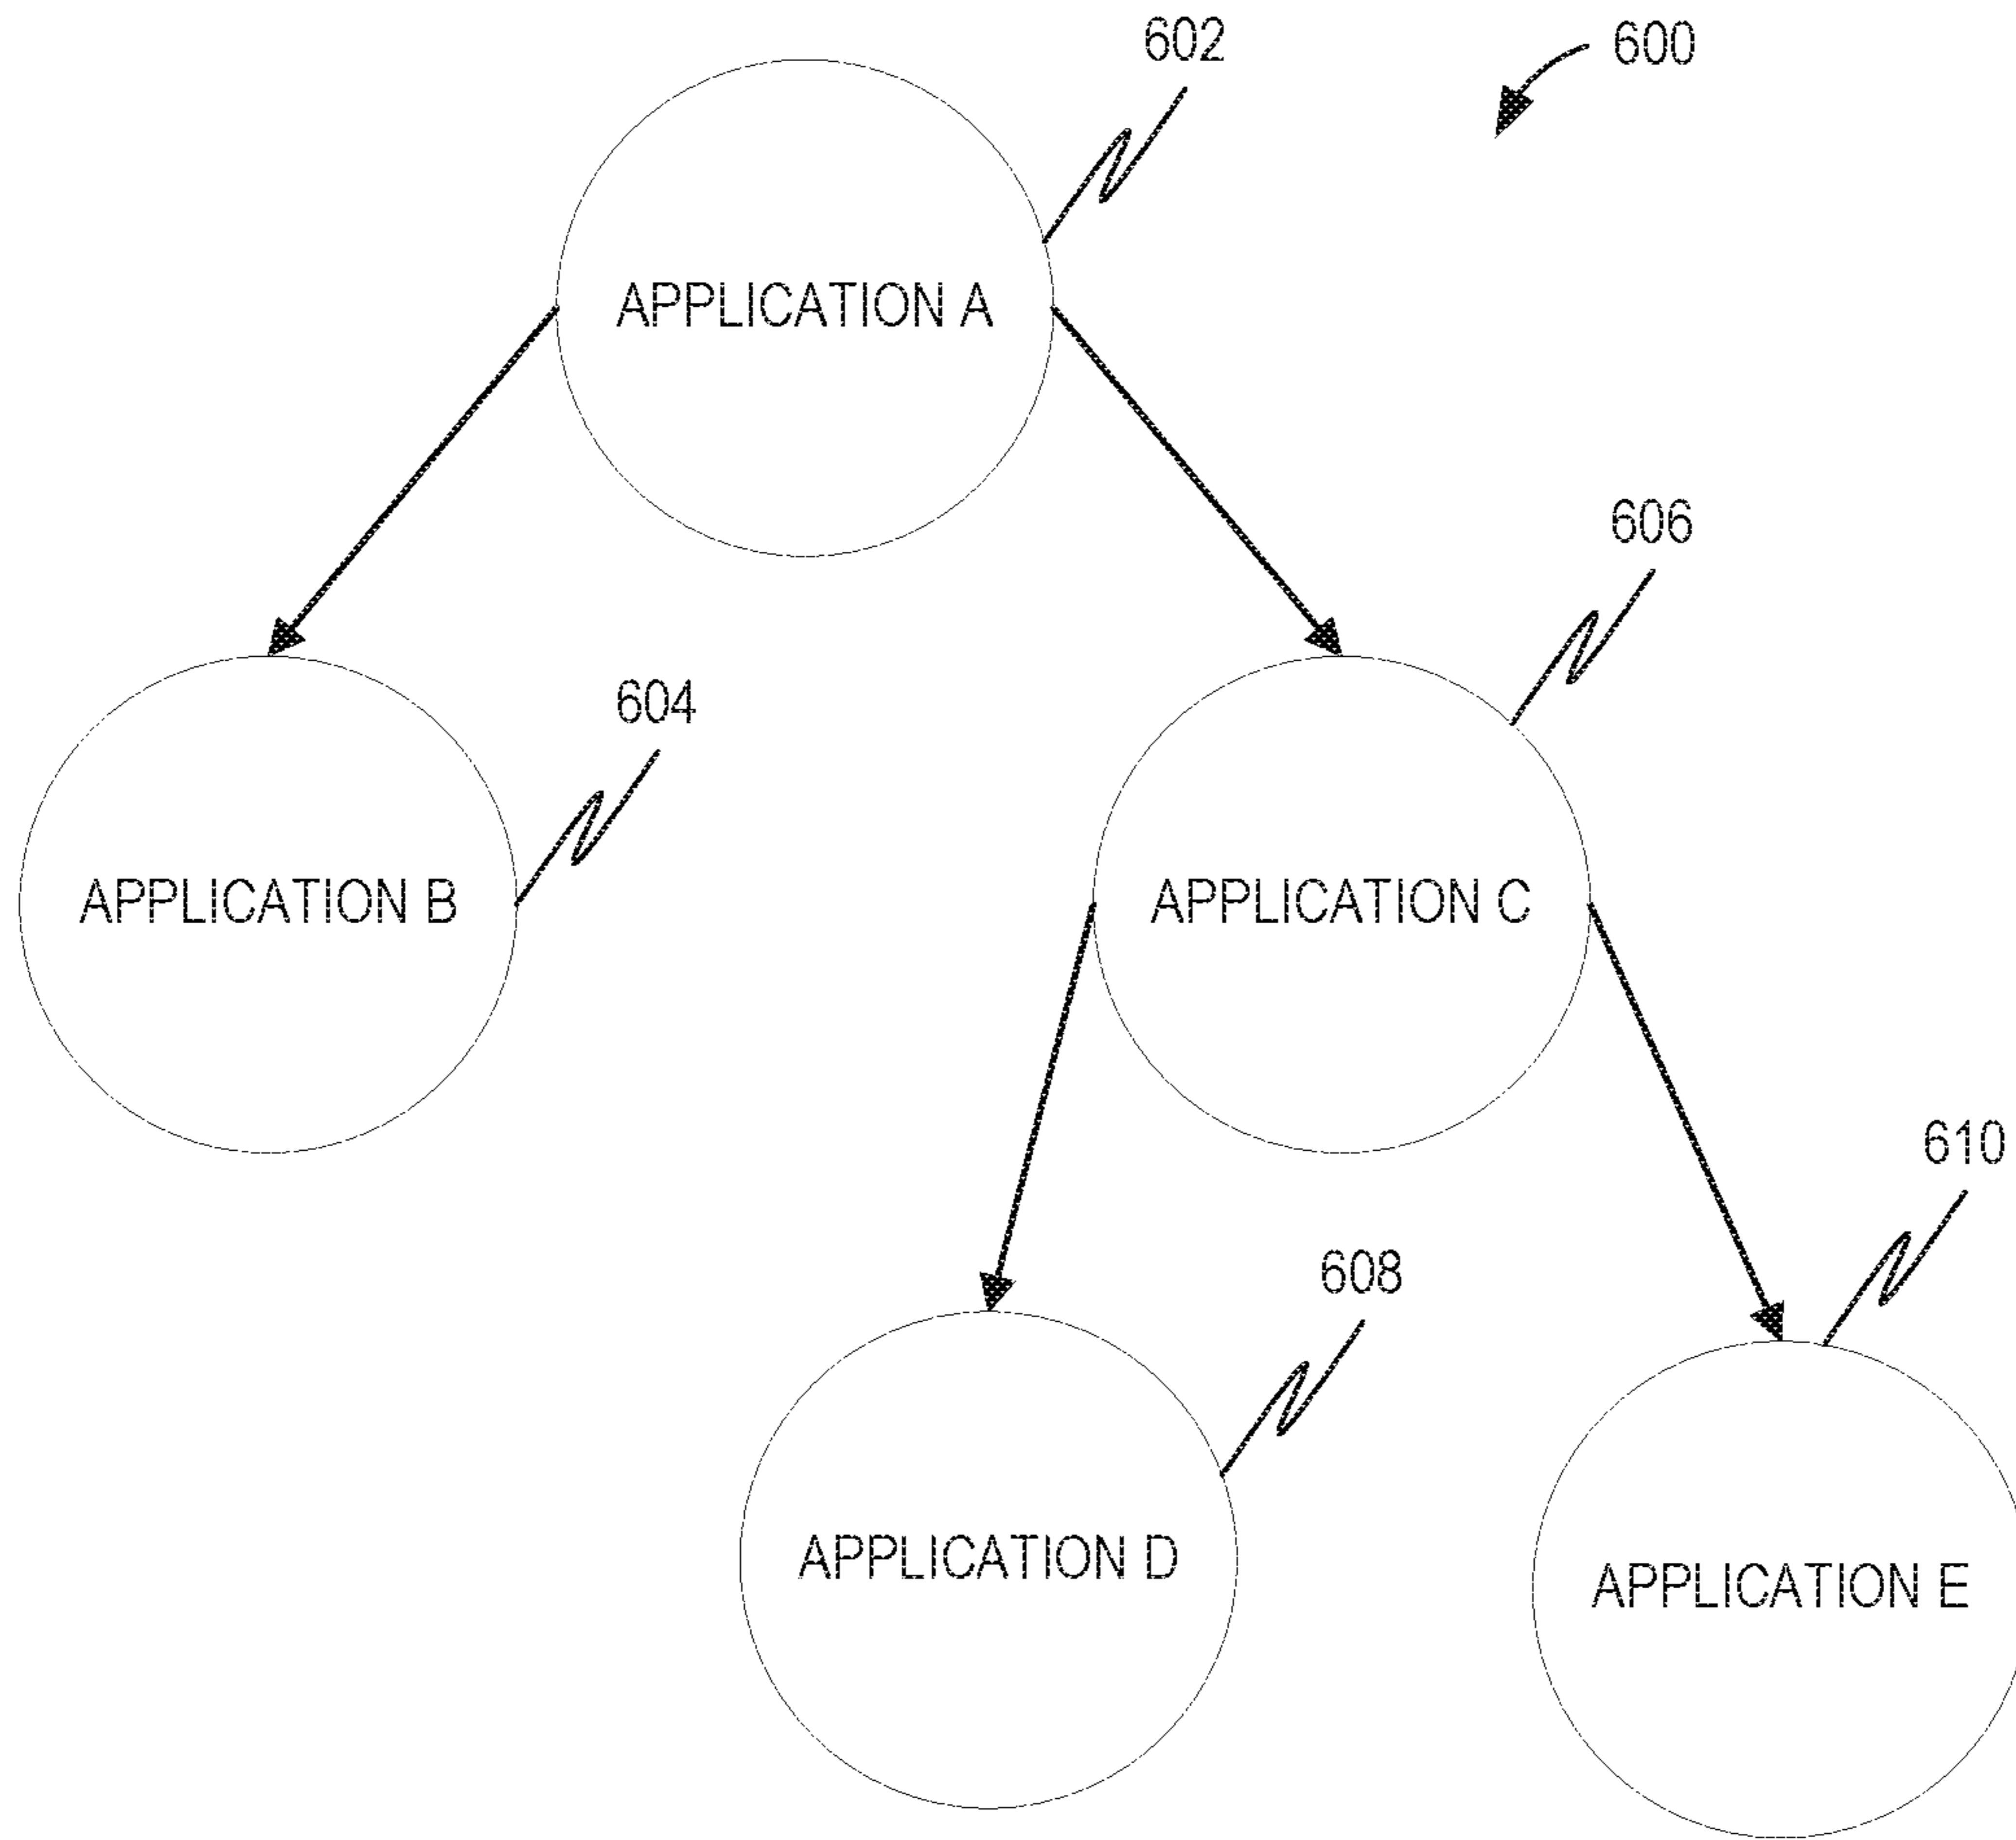 602
600
APPLICATION A
606
604
APPLICATION B
APPLICATION C
610
608
APPLICATION D
APPLICATION E